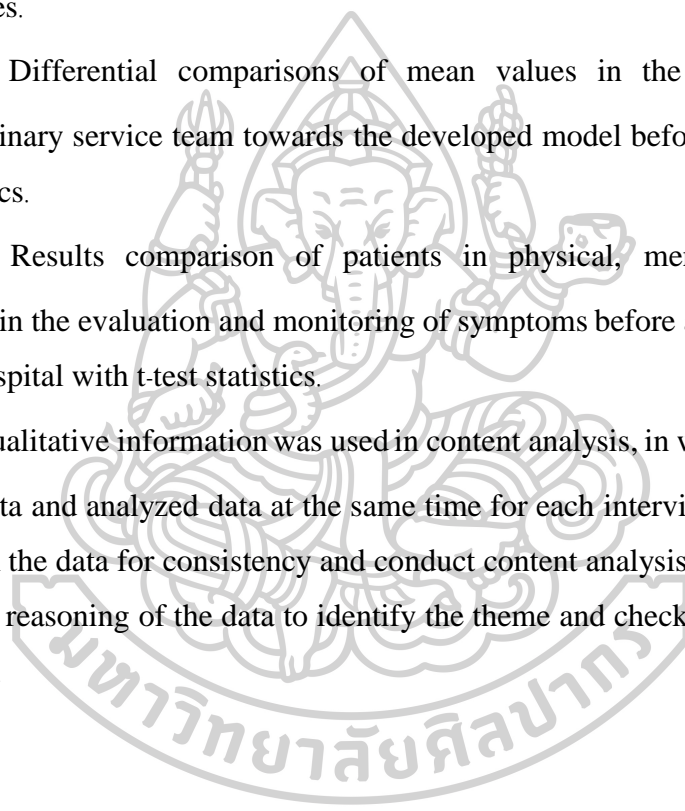 es.
Differential comparisons of mean values in the
inary service team towards the developed model befo
cs.
Results comparison of patients in physical, me
in the evaluation and monitoring of symptoms before
spital with t-test statistics.
ualitative information was used in content analysis, in
ta and analyzed data at the same time for each intervi
the data for consistency and conduct content analysis
reasoning of the data to identify the theme and check
มหาวิทยาลัยศิลปากร